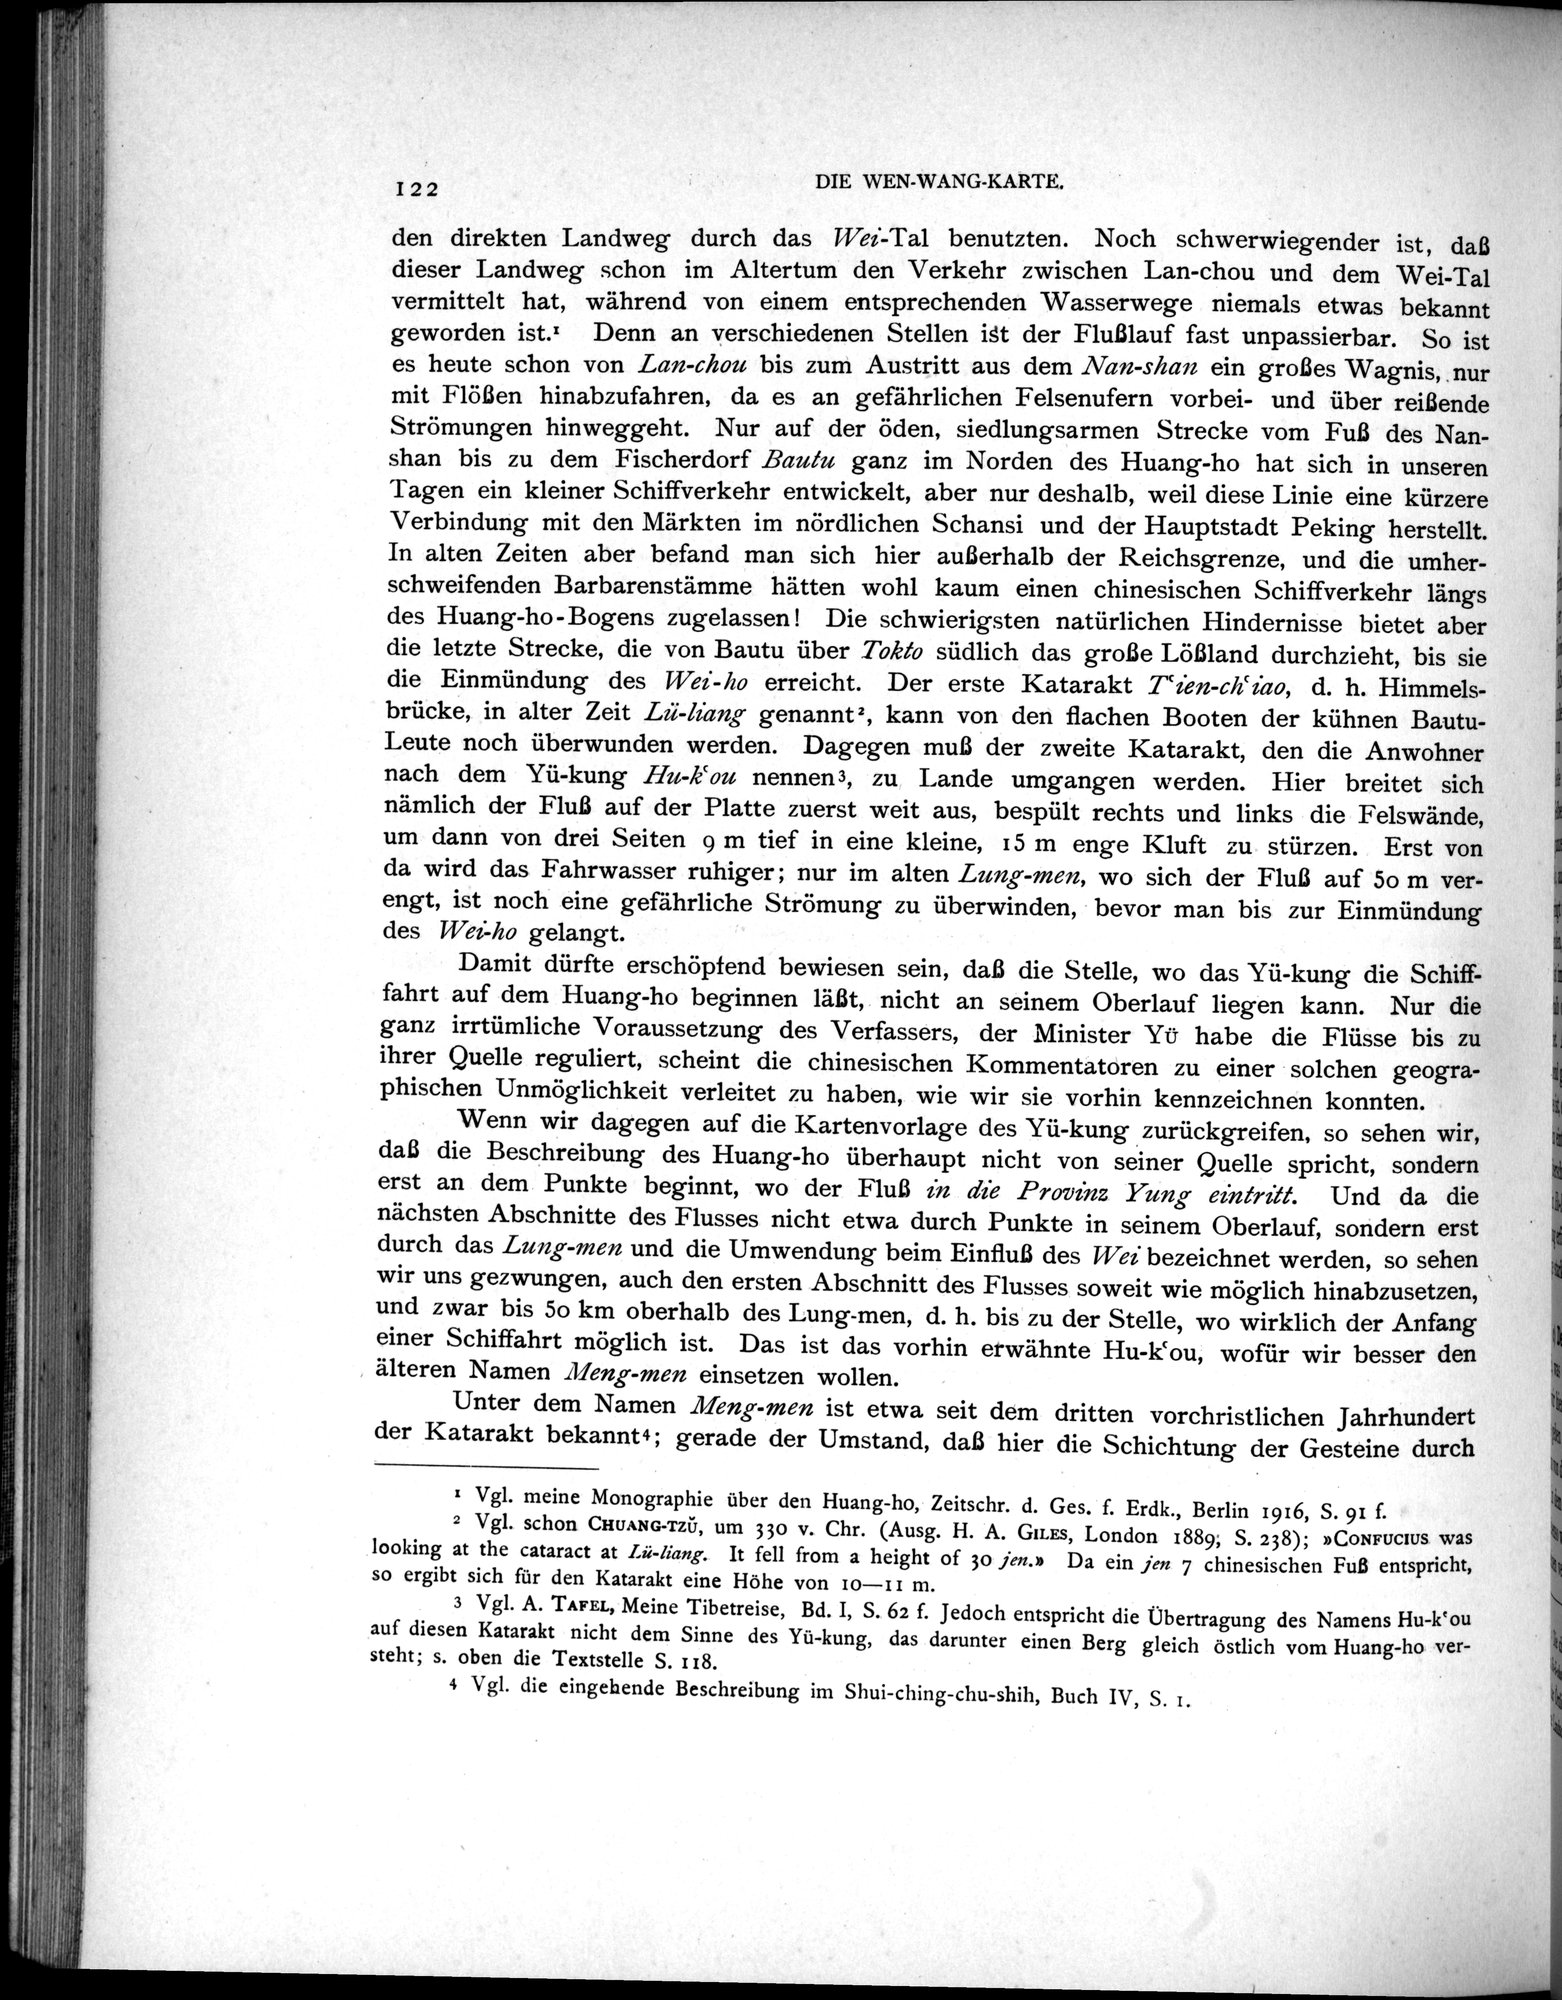 122
DIE WEN-WANG-KARTE.
den direkten Landweg durch das Wei-Tal benutzten. Noch schwerwiegender ist, daß
dieser Landweg schon im Altertum den Verkehr zwischen Lan-chou und dem Wei-Tal
vermittelt hat, während von einem entsprechenden Wasserwege niemals etwas bekannt
geworden ist.¹ Denn an verschiedenen Stellen ist der Flußlauf fast unpassierbar. So ist
es heute schon von Lan-chou bis zum Austritt aus dem Nan-shan ein großes Wagnis, nur
mit Flößen hinabzufahren, da es an gefährlichen Felsenufern vorbei- und über reißende
Strömungen hinweggeht. Nur auf der öden, siedlungsarmen Strecke vom Fuß des Nan-
shan bis zu dem Fischerdorf Bautu ganz im Norden des Huang-ho hat sich in unseren
Tagen ein kleiner Schiffverkehr entwickelt, aber nur deshalb, weil diese Linie eine kürzere
Verbindung mit den Märkten im nördlichen Schansi und der Hauptstadt Peking herstellt.
In alten Zeiten aber befand man sich hier außerhalb der Reichsgrenze, und die umher-
schweifenden Barbarenstämme hätten wohl kaum einen chinesischen Schiffverkehr längs
des Huang-ho-Bogens zugelassen! Die schwierigsten natürlichen Hindernisse bietet aber
die letzte Strecke, die von Bautu über Tokto südlich das große Lößland durchzieht, bis sie
die Einmündung des Wei-ho erreicht. Der erste Katarakt Tʻien-chʻiao, d. h. Himmels-
brücke, in alter Zeit Lü-liang genannt², kann von den flachen Booten der kühnen Bautu-
Leute noch überwunden werden. Dagegen muß der zweite Katarakt, den die Anwohner
nach dem Yü-kung Hu-kʻou nennen³, zu Lande umgangen werden. Hier breitet sich
nämlich der Fluß auf der Platte zuerst weit aus, bespült rechts und links die Felswände,
um dann von drei Seiten 9 m tief in eine kleine, 15 m enge Kluft zu stürzen. Erst von
da wird das Fahrwasser ruhiger; nur im alten Lung-men, wo sich der Fluß auf 50 m ver-
engt, ist noch eine gefährliche Strömung zu überwinden, bevor man bis zur Einmündung
des Wei-ho gelangt.
Damit dürfte erschöpfend bewiesen sein, daß die Stelle, wo das Yü-kung die Schiff-
fahrt auf dem Huang-ho beginnen läßt, nicht an seinem Oberlauf liegen kann. Nur die
ganz irrtümliche Voraussetzung des Verfassers, der Minister YÜ habe die Flüsse bis zu
ihrer Quelle reguliert, scheint die chinesischen Kommentatoren zu einer solchen geogra-
phischen Unmöglichkeit verleitet zu haben, wie wir sie vorhin kennzeichnen konnten.
Wenn wir dagegen auf die Kartenvorlage des Yü-kung zurückgreifen, so sehen wir,
daß die Beschreibung des Huang-ho überhaupt nicht von seiner Quelle spricht, sondern
erst an dem Punkte beginnt, wo der Fluß in die Provinz Yung eintritt. Und da die
nächsten Abschnitte des Flusses nicht etwa durch Punkte in seinem Oberlauf, sondern erst
durch das Lung-men und die Umwendung beim Einfluß des Wei bezeichnet werden, so sehen
wir uns gezwungen, auch den ersten Abschnitt des Flusses soweit wie möglich hinabzusetzen,
und zwar bis 50 km oberhalb des Lung-men, d. h. bis zu der Stelle, wo wirklich der Anfang
einer Schiffahrt möglich ist. Das ist das vorhin erwähnte Hu-kʻou, wofür wir besser den
älteren Namen Meng-men einsetzen wollen.
Unter dem Namen Meng-men ist etwa seit dem dritten vorchristlichen Jahrhundert
der Katarakt bekannt⁴; gerade der Umstand, daß hier die Schichtung der Gesteine durch
¹ Vgl. meine Monographie über den Huang-ho, Zeitschr. d. Ges. f. Erdk., Berlin 1916, S. 91 f.
² Vgl. schon CHUANG-TZŬ, um 330 v. Chr. (Ausg. H. A. GILES, London 1889; S. 238); »CONFUCIUS was
looking at the cataract at Lü-liang. It fell from a height of 30 jen.» Da ein jen 7 chinesischen Fuß entspricht,
so ergibt sich für den Katarakt eine Höhe von 10—11 m.
³ Vgl. A. TAFEL, Meine Tibetreise, Bd. I, S. 62 f. Jedoch entspricht die Übertragung des Namens Hu-kʻou
auf diesen Katarakt nicht dem Sinne des Yü-kung, das darunter einen Berg gleich östlich vom Huang-ho ver-
steht; s. oben die Textstelle S. 118.
⁴ Vgl. die eingehende Beschreibung im Shui-ching-chu-shih, Buch IV, S. 1.